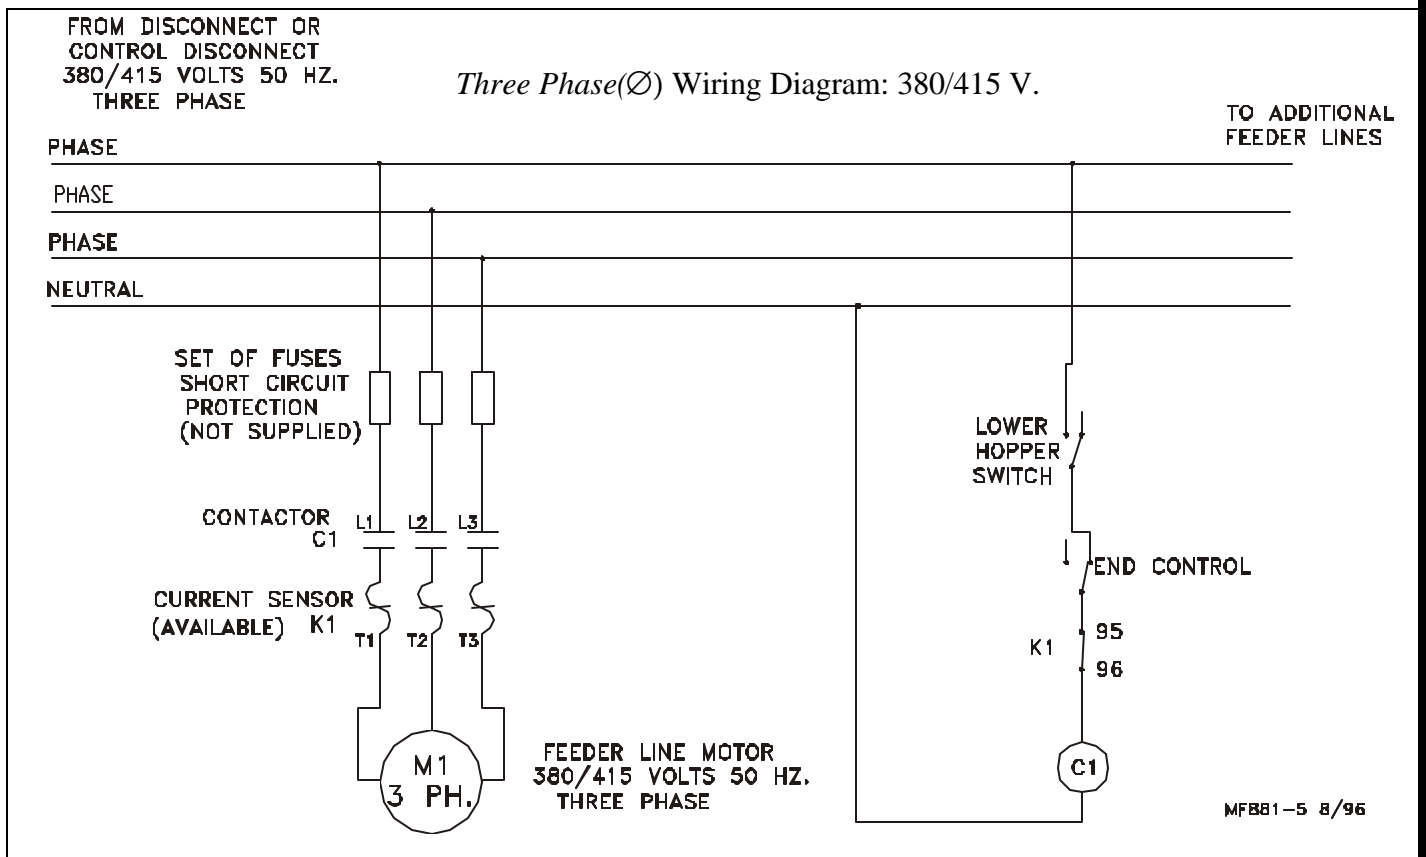 FROM DISCONNECT OR
CONTROL DISCONNECT
380/415 VOLTS 50 HZ.
THREE PHASE
Three Phase(∅) Wiring Diagram: 380/415 V.
TO ADDITIONAL
FEEDER LINES
PHASE
PHASE
PHASE
NEUTRAL
SET OF FUSES
SHORT CIRCUIT
PROTECTION
(NOT SUPPLIED)
LOWER
HOPPER
SWITCH
CONTACTOR
C1
L1
L2
L3
END CONTROL
CURRENT SENSOR
(AVAILABLE) K1
T1
T2
T3
K1
95
96
M1
3 PH.
FEEDER LINE MOTOR
380/415 VOLTS 50 HZ.
THREE PHASE
C1
MF881-5 8/96